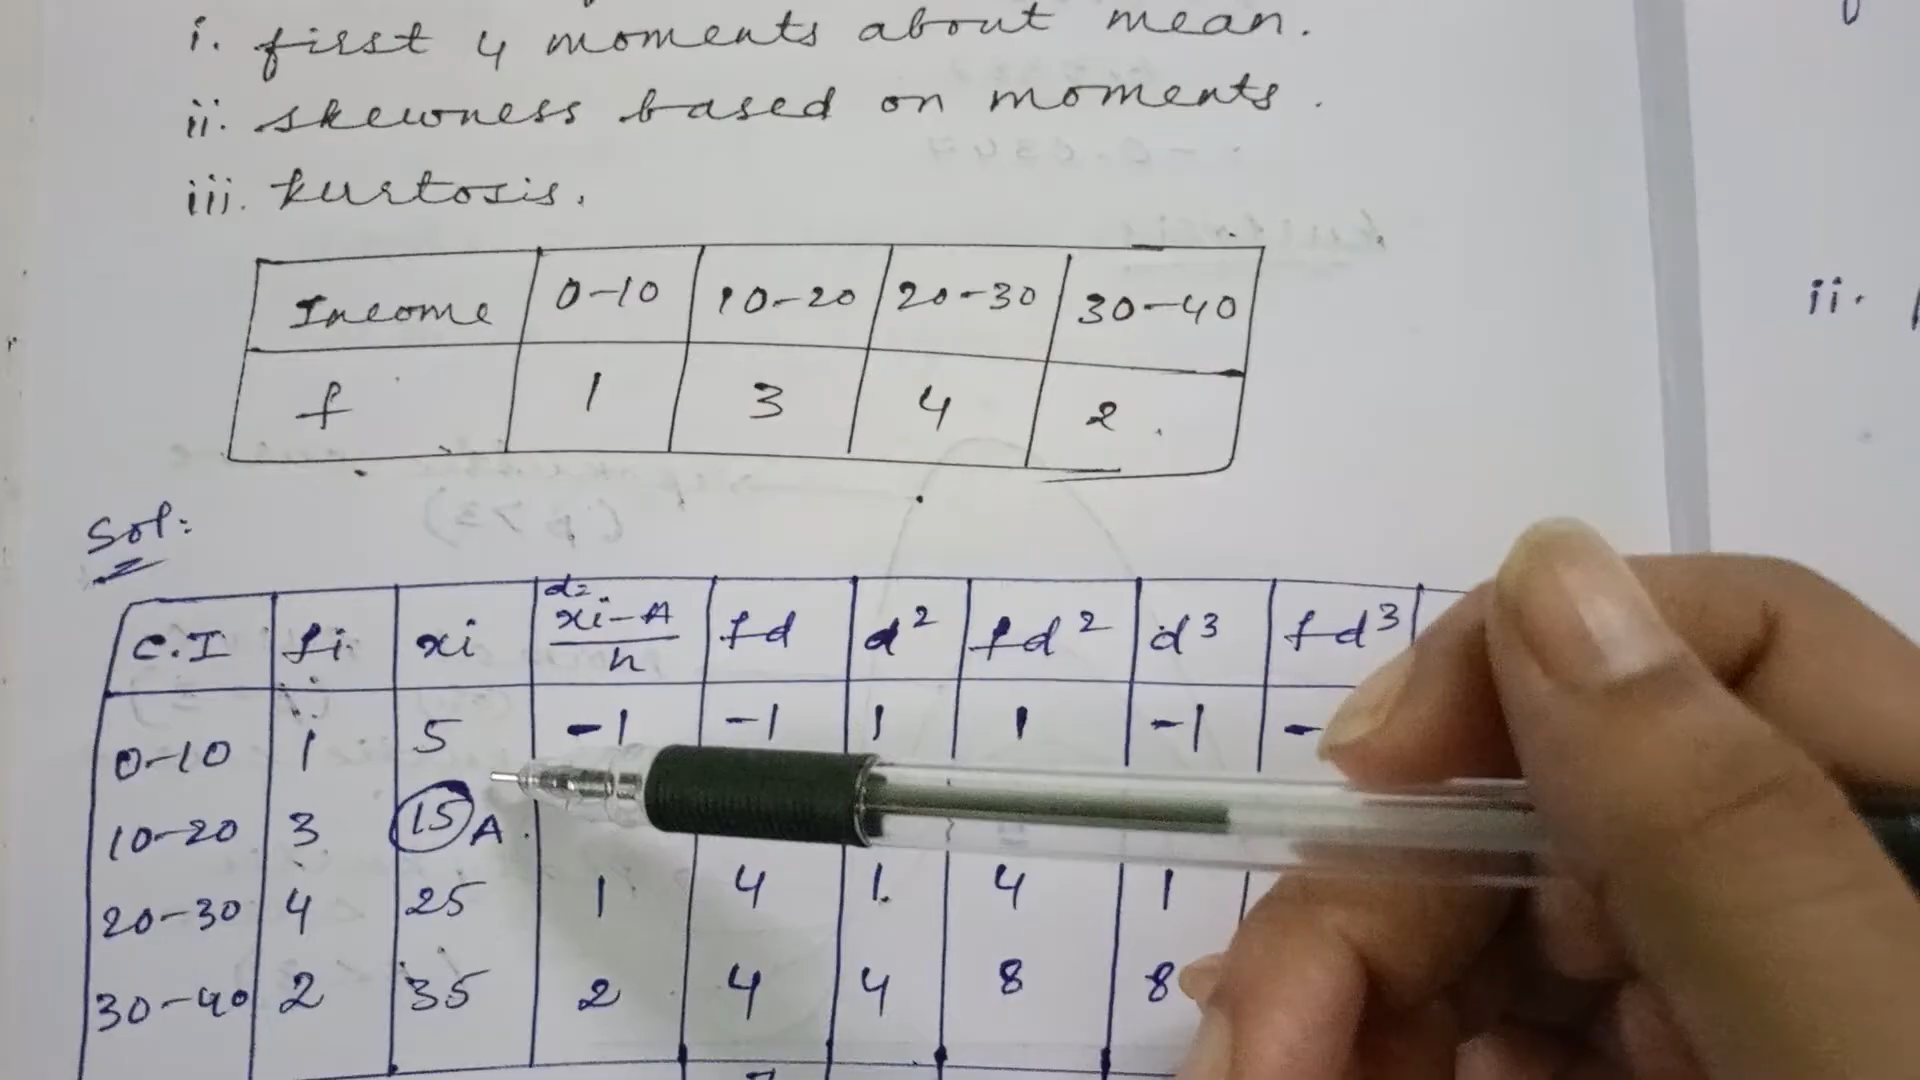 i. first 4 moments about mean.
ii. skewness based on moments.
iii. kurtosis.
Income 0-10 10-20 20-30 30-40
f 1 3 4 2
Sol:
C.I fi xi d= xi-A/h fd d² fd² d³ fd³
0-10 1 5 -1 -1 1 1 -1 -
10-20 3 15 A
20-30 4 25 1 4 1 4 1
30-40 2 35 2 4 4 8 8
ii.